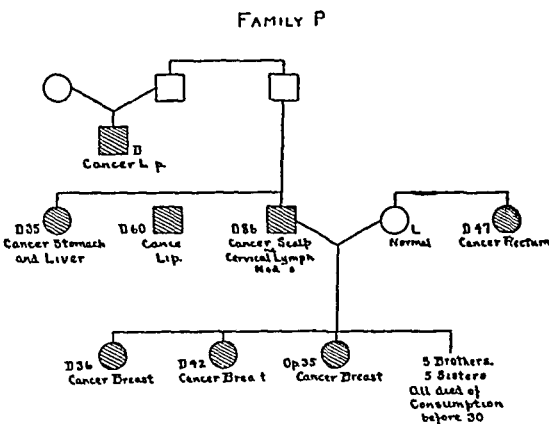 FAMILY P
D
Cancer L p.
D35
Cancer Stomach
and Liver
D60
Cance
Lip.
D86
Cancer Scalp
Cervical Lymph
L
Normal
D47
Cancer Rectum
D36
Cancer Breast
D42
Cancer Brea t
Op.35
Cancer Breast
5 Brothers.
5 Sisters
All died of
Consumption
before 30